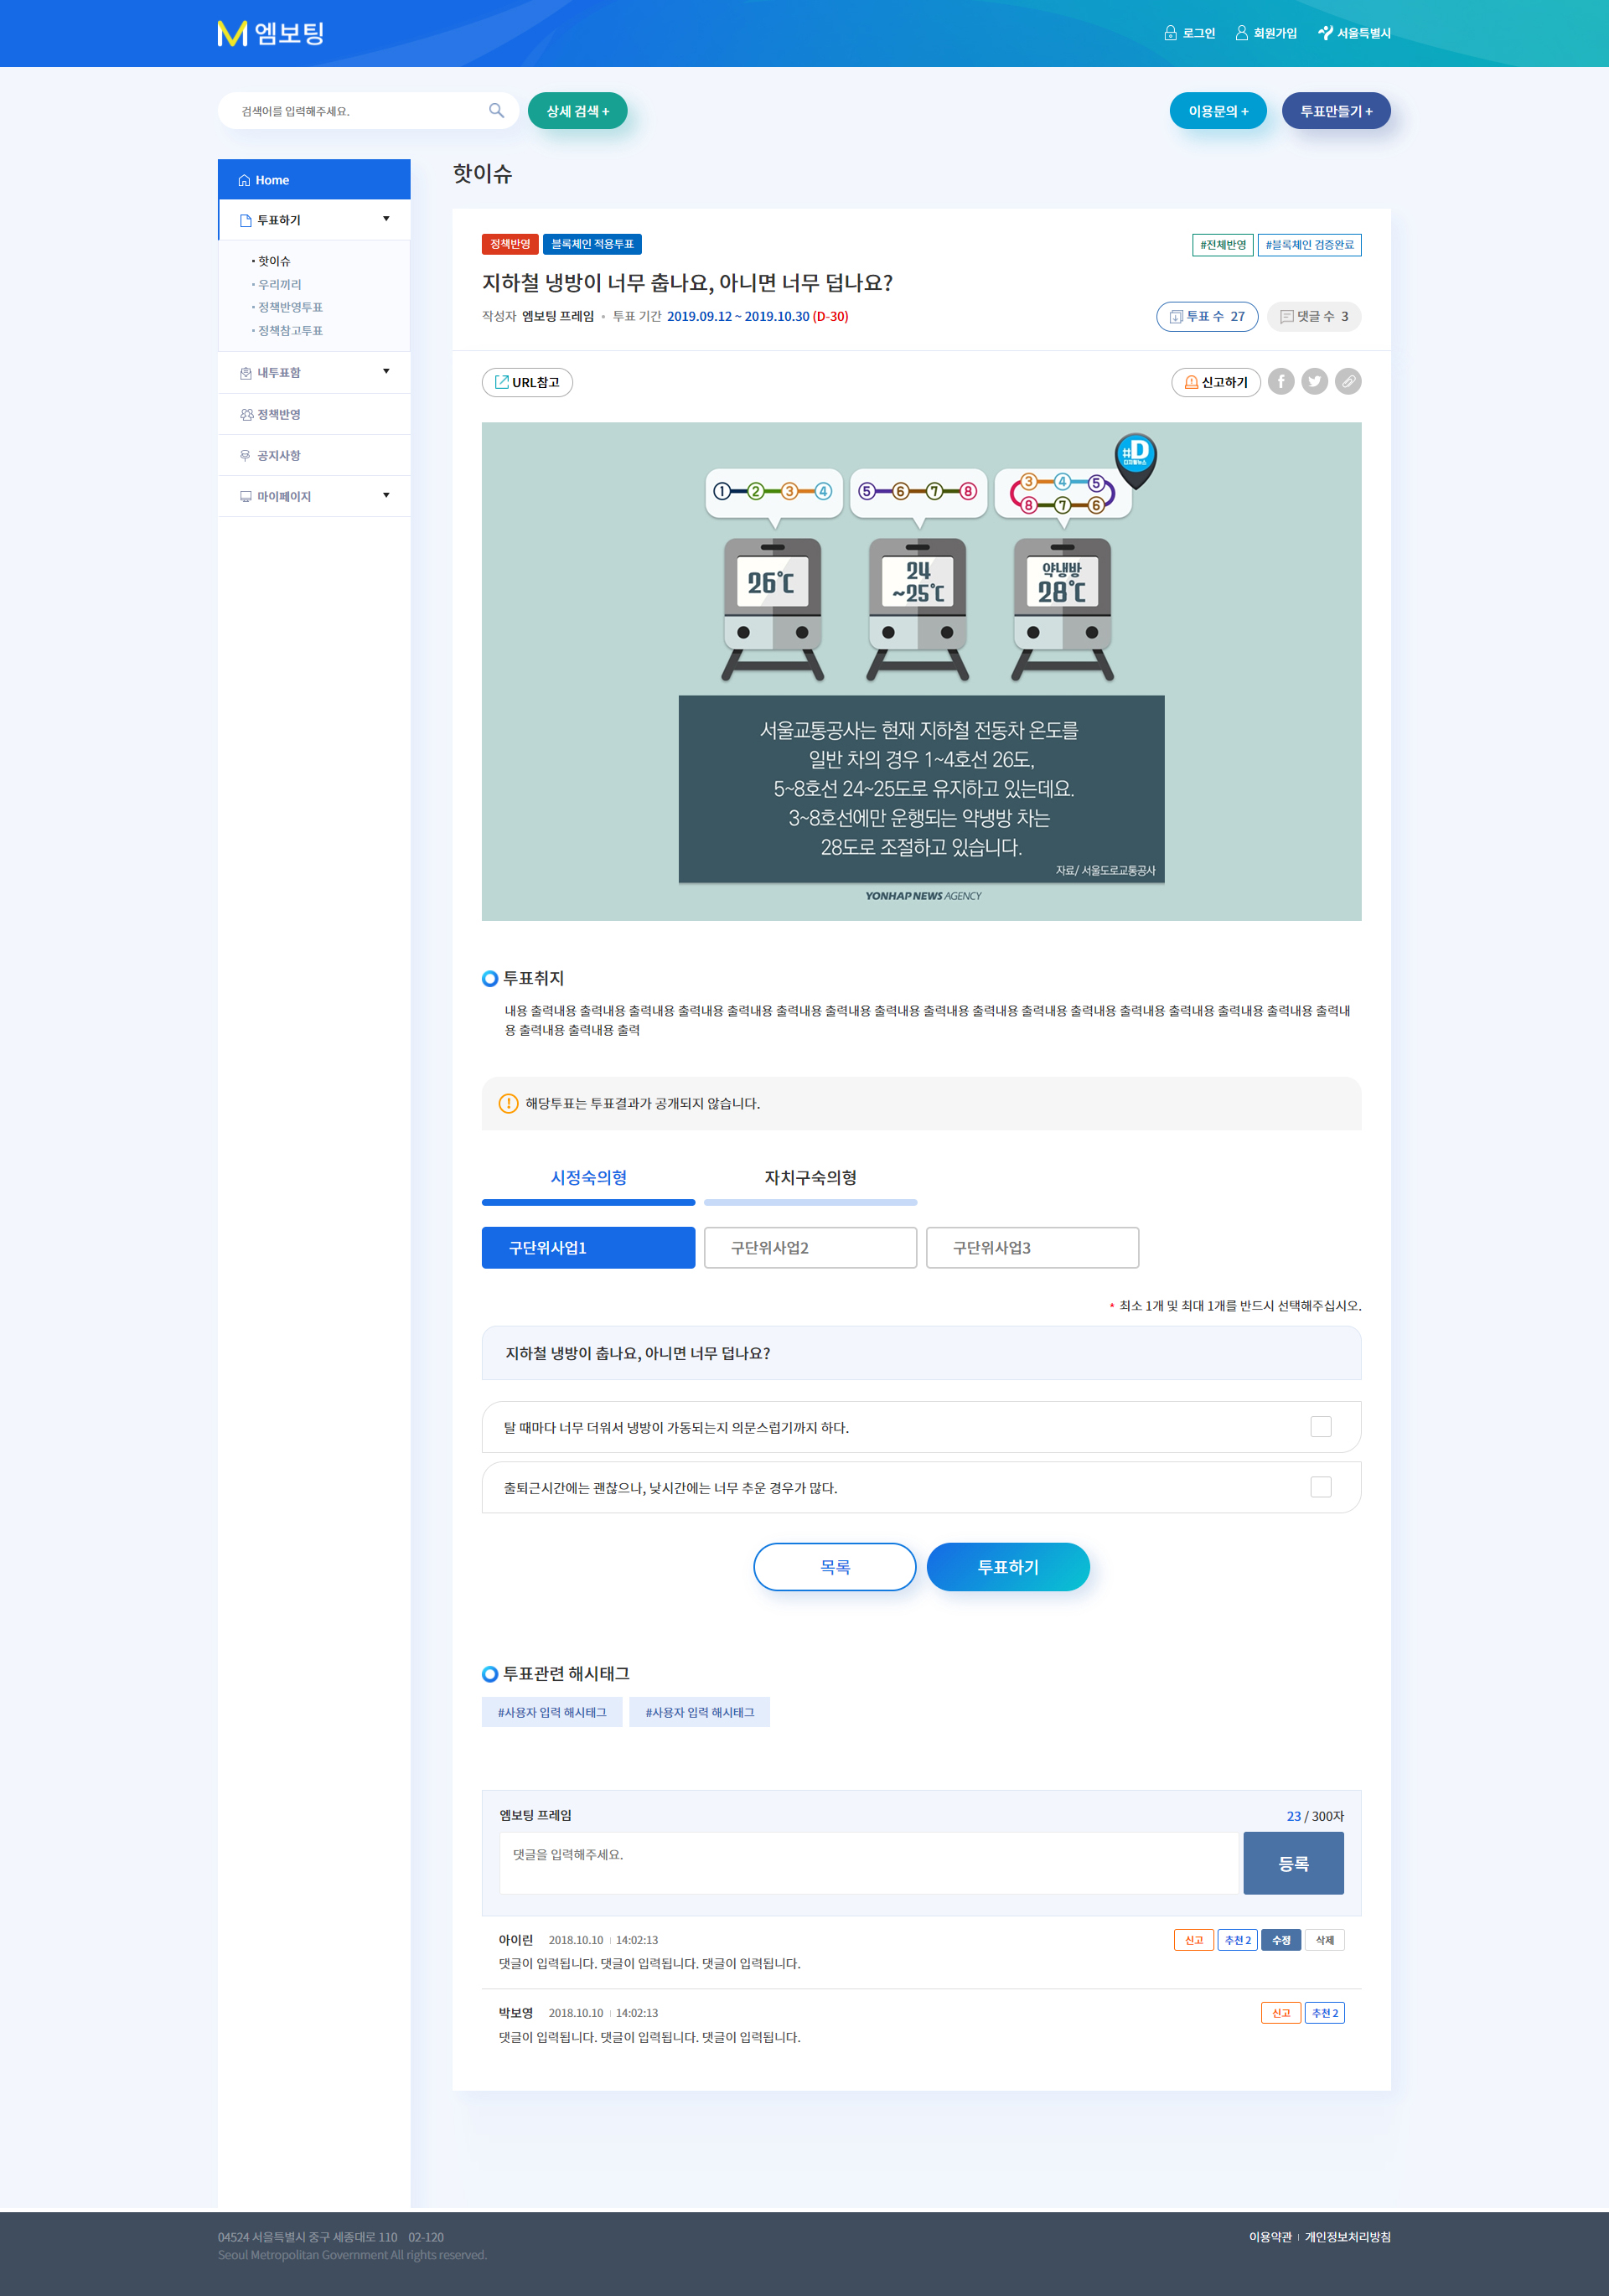 엠보팅
로그인
회원가입
서울특별시
검색어를 입력해주세요.
상세 검색 +
이용문의 +
투표만들기 +
Home
투표하기
· 핫이슈
· 우리끼리
· 정책반영투표
· 정책참고투표
내투표함
정책반영
공지사항
마이페이지
핫이슈
정책반영
블록체인 적용투표
#전체반영
#블록체인 검증완료
지하철 냉방이 너무 춥나요, 아니면 너무 덥나요?
작성자 엠보팅 프레임 • 투표 기간 2019.09.12 ~ 2019.10.30 (D-30)
투표 수 27
댓글 수 3
URL참고
신고하기
#D
디지털뉴스
1 2 3 4
5 6 7 8
3 4 5
8 7 6
26℃
24
~25℃
약냉방
28℃
서울교통공사는 현재 지하철 전동차 온도를
일반 차의 경우 1~4호선 26도,
5~8호선 24~25도로 유지하고 있는데요.
3~8호선에만 운행되는 약냉방 차는
28도로 조절하고 있습니다.
자료/ 서울도로교통공사
YONHAP NEWS AGENCY
투표취지
내용 출력내용 출력내용 출력내용 출력내용 출력내용 출력내용 출력내용 출력내용 출력내용 출력내용 출력내용 출력내용 출력내용 출력내용 출력내용 출력내용 출력내
용 출력내용 출력내용 출력
해당투표는 투표결과가 공개되지 않습니다.
시정숙의형
자치구숙의형
구단위사업1
구단위사업2
구단위사업3
* 최소 1개 및 최대 1개를 반드시 선택해주십시오.
지하철 냉방이 춥나요, 아니면 너무 덥나요?
탈 때마다 너무 더워서 냉방이 가동되는지 의문스럽기까지 하다.
출퇴근시간에는 괜찮으나, 낮시간에는 너무 추운 경우가 많다.
목록
투표하기
투표관련 해시태그
#사용자 입력 해시태그
#사용자 입력 해시태그
엠보팅 프레임
23 / 300자
댓글을 입력해주세요.
등록
아이린 2018.10.10 | 14:02:13
신고
추천 2
수정
삭제
댓글이 입력됩니다. 댓글이 입력됩니다. 댓글이 입력됩니다.
박보영 2018.10.10 | 14:02:13
신고
추천 2
댓글이 입력됩니다. 댓글이 입력됩니다. 댓글이 입력됩니다.
04524 서울특별시 중구 세종대로 110 02-120
이용약관 | 개인정보처리방침
Seoul Metropolitan Government All rights reserved.